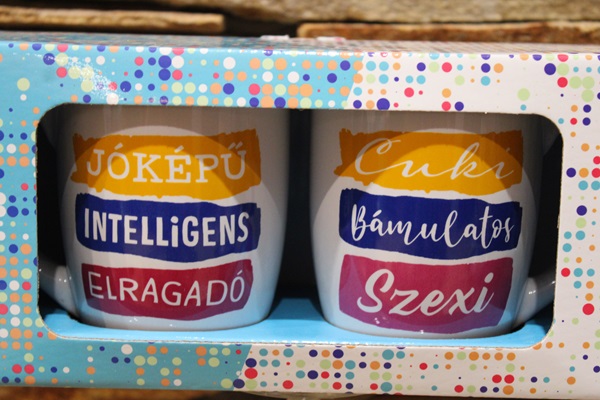 JÓKÉPŰ
INTELLiGENS
ELRAGADÓ
Cuki
Bámulatos
Szexi